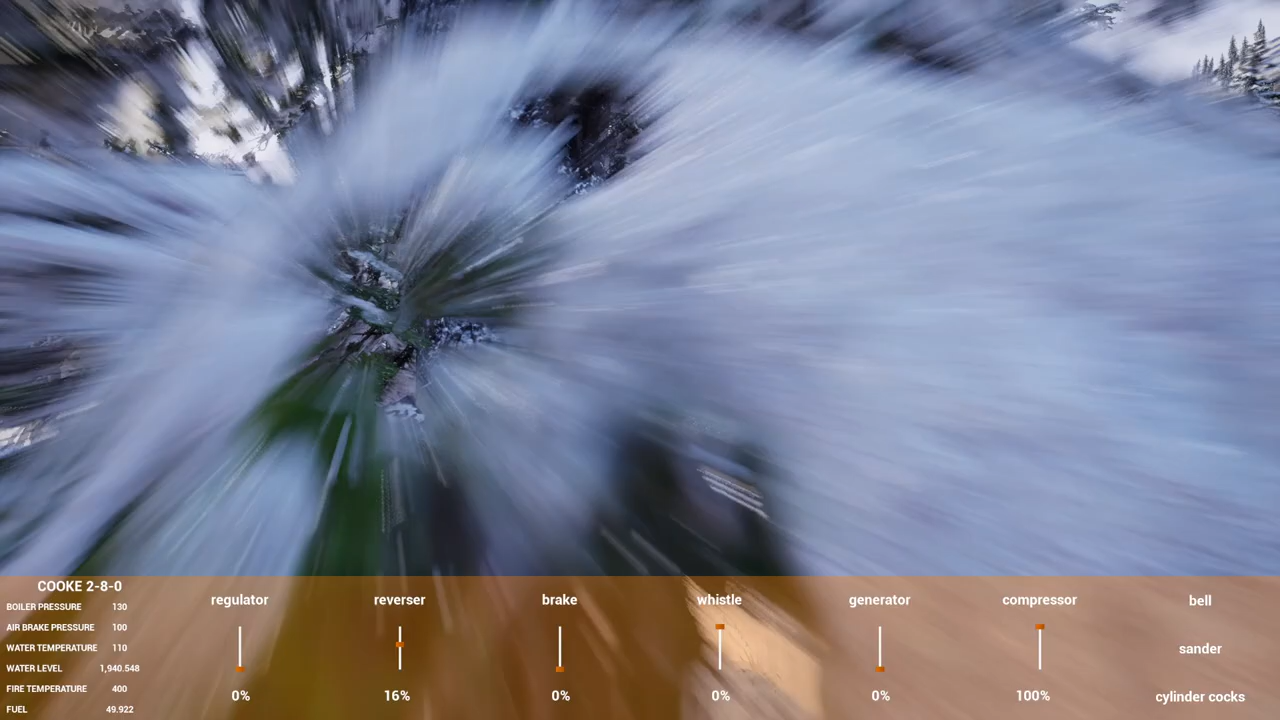 COOKE 2-8-0
BOILER PRESSURE 130
AIR BRAKE PRESSURE 100
WATER TEMPERATURE 110
WATER LEVEL 1,940.548
FIRE TEMPERATURE 400
FUEL 49.922
regulator
0%
reverser
16%
brake
0%
whistle
0%
generator
0%
compressor
100%
bell
sander
cylinder cocks